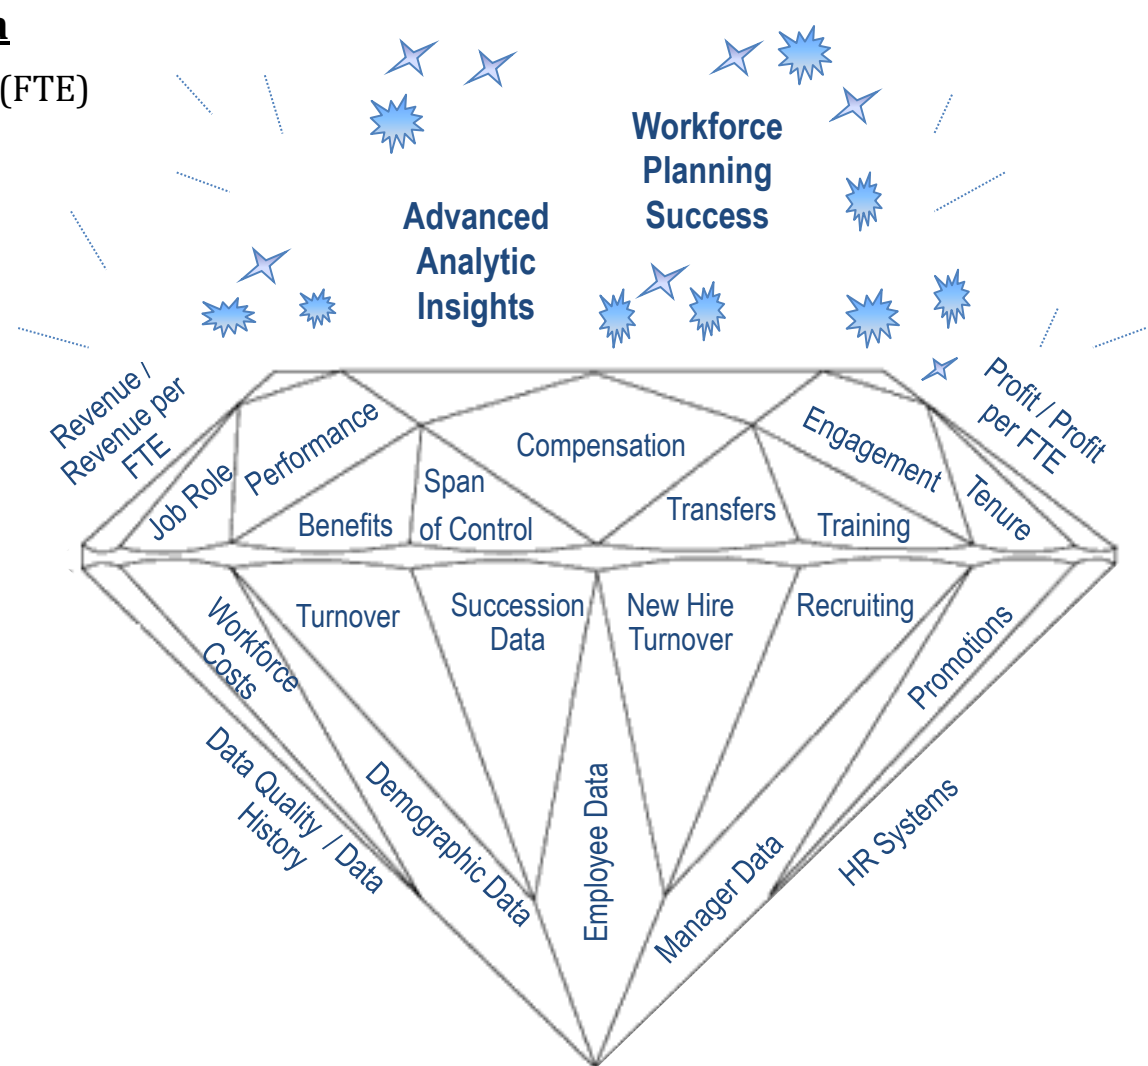 (FTE)
Workforce
Planning
Success
Advanced
Analytic
Insights
Revenue /
Revenue per
FTE
Profit / Profit
per FTE
Job Role
Performance
Benefits
Span
of Control
Compensation
Transfers
Engagement
Training
Tenure
Workforce
Costs
Turnover
Succession
Data
New Hire
Turnover
Recruiting
Promotions
Data Quality / Data
History
Demographic Data
Employee Data
Manager Data
HR Systems